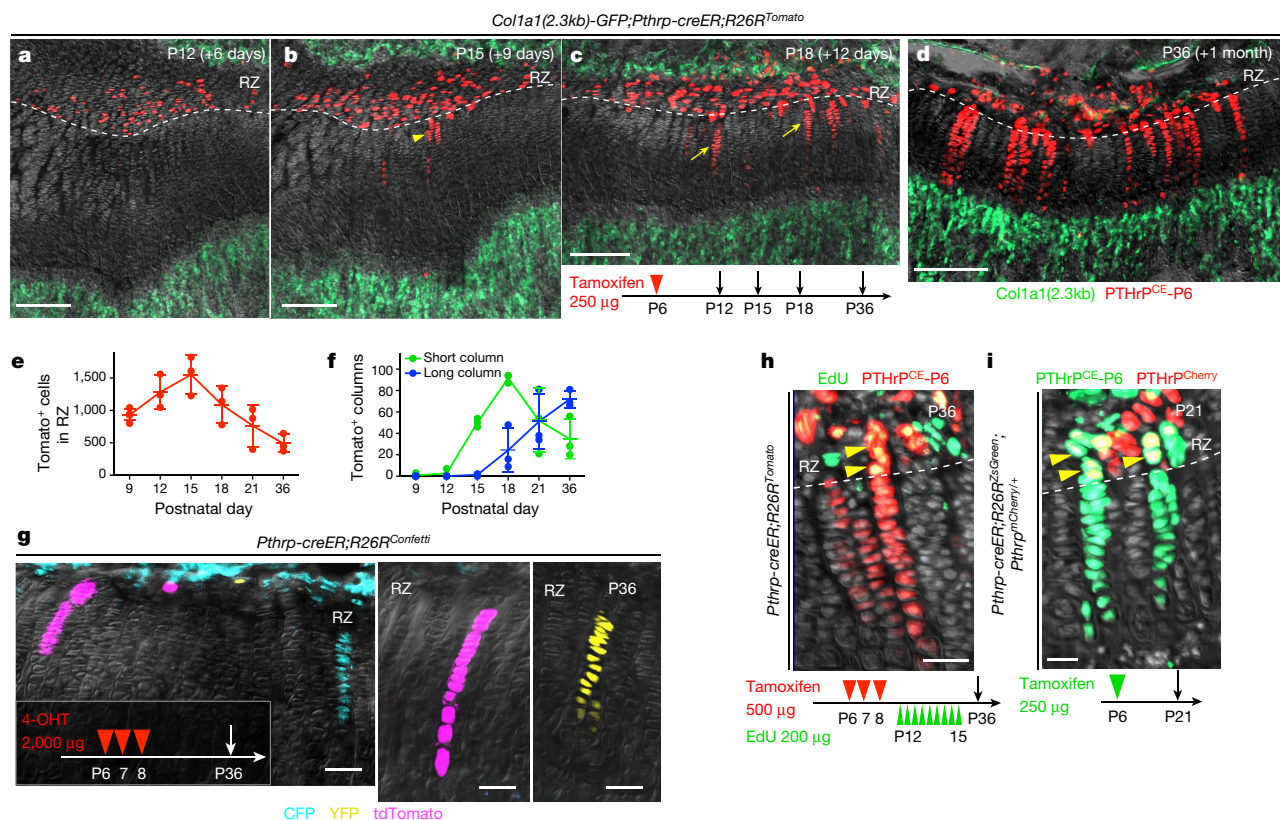 Col1a1(2.3kb)-GFP;Pthrp-creER;R26R^Tomato
a
P12 (+6 days)
RZ
b
P15 (+9 days)
RZ
c
P18 (+12 days)
RZ
d
P36 (+1 month)
RZ
Tamoxifen
250 μg
P6
P12
P15
P18
P36
Col1a1(2.3kb) PTHrP^CE-P6
e
Tomato⁺ cells
in RZ
1,500
1,000
500
0
9 12 15 18 21 36
Postnatal day
f
Tomato⁺ columns
Short column
Long column
100
80
60
40
20
0
9 12 15 18 21 36
Postnatal day
g
Pthrp-creER;R26R^Confetti
RZ
4-OHT
2,000 μg
P6 7 8
P36
RZ
RZ
P36
CFP YFP tdTomato
h
EdU PTHrP^CE-P6
Pthrp-creER;R26R^Tomato
P36
RZ
Tamoxifen
500 μg
EdU 200 μg
P6 7 8
P12
15
P36
i
PTHrP^CE-P6 PTHrP^Cherry
Pthrp-creER;R26R^ZsGreen;
Pthrp^mCherry/+
P21
RZ
Tamoxifen
250 μg
P6
P21